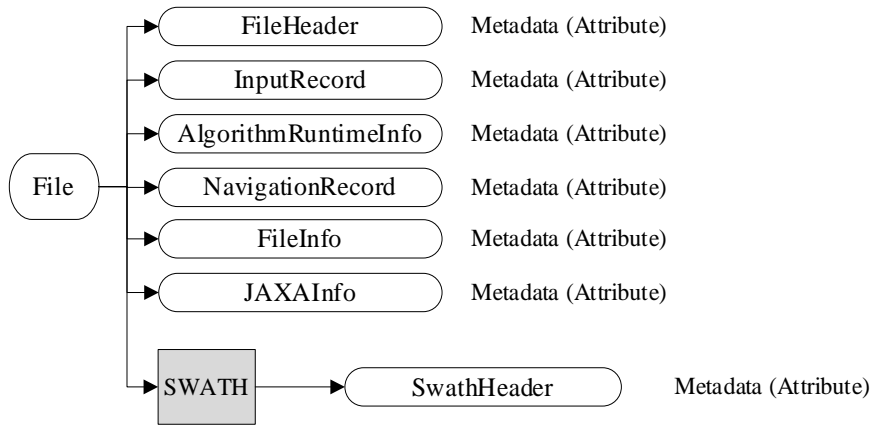 FileHeader Metadata (Attribute)
InputRecord Metadata (Attribute)
AlgorithmRuntimeInfo Metadata (Attribute)
File NavigationRecord Metadata (Attribute)
FileInfo Metadata (Attribute)
JAXAInfo Metadata (Attribute)
SWATH SwathHeader Metadata (Attribute)